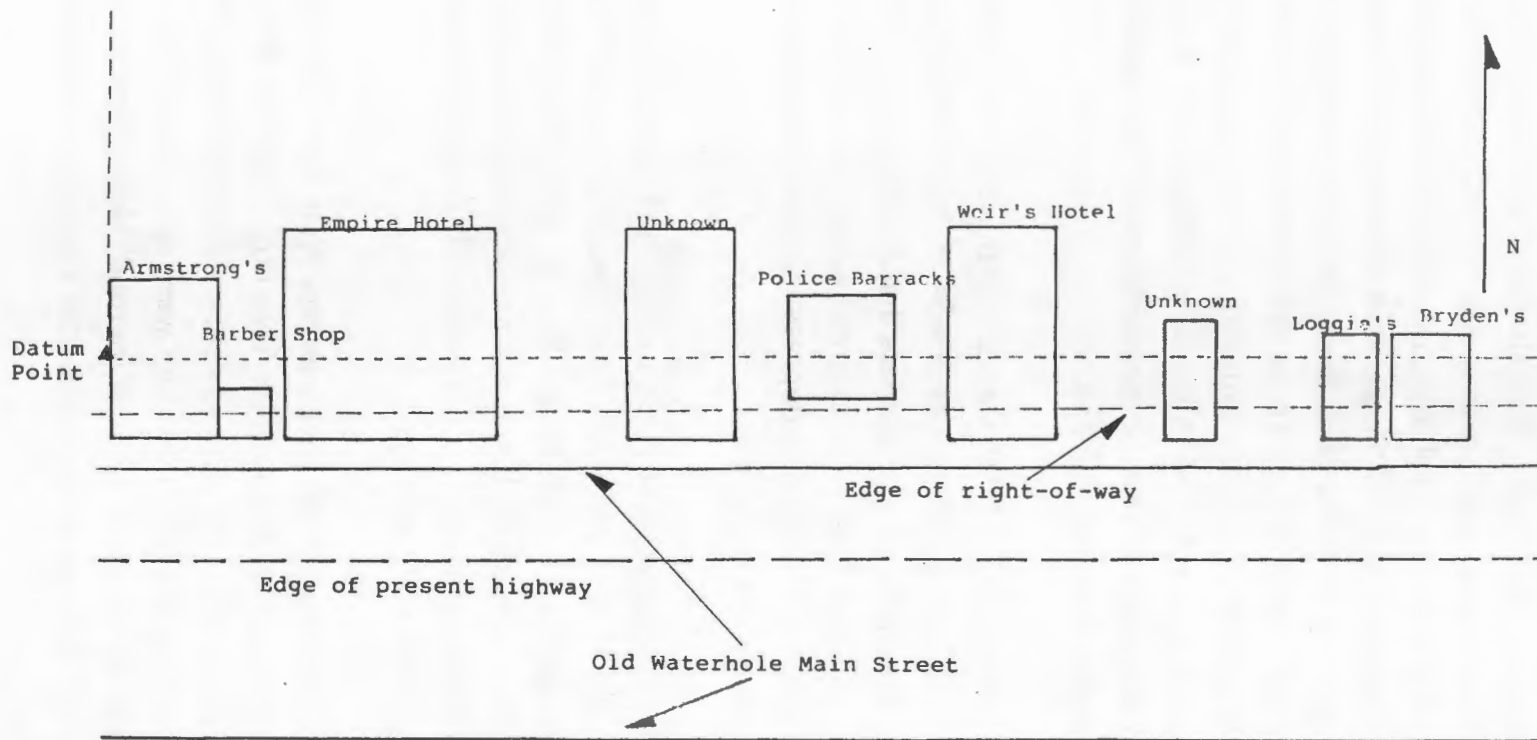 Empire Hotel
Unknown
Weir's Hotel
Armstrong's
Police Barracks
N
Unknown
Barber Shop
Loggie's
Bryden's
Datum
Point
Edge of right-of-way
Edge of present highway
Old Waterhole Main Street